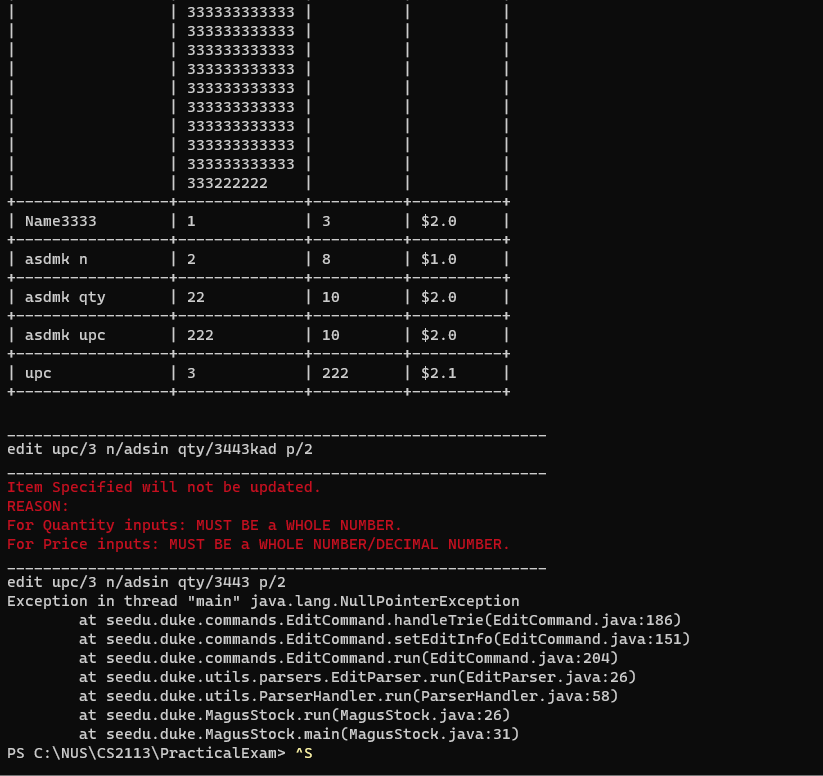 |                 | 333333333333 |          |          |
|                 | 333333333333 |          |          |
|                 | 333333333333 |          |          |
|                 | 333333333333 |          |          |
|                 | 333333333333 |          |          |
|                 | 333333333333 |          |          |
|                 | 333333333333 |          |          |
|                 | 333333333333 |          |          |
|                 | 333333333333 |          |          |
|                 | 333222222    |          |          |
+-----------------+--------------+----------+----------+
| Name3333        | 1            | 3        | $2.0     |
+-----------------+--------------+----------+----------+
| asdmk n         | 2            | 8        | $1.0     |
+-----------------+--------------+----------+----------+
| asdmk qty       | 22           | 10       | $2.0     |
+-----------------+--------------+----------+----------+
| asdmk upc       | 222          | 10       | $2.0     |
+-----------------+--------------+----------+----------+
| upc             | 3            | 222      | $2.1     |
+-----------------+--------------+----------+----------+
____________________________________________________________
edit upc/3 n/adsin qty/3443kad p/2
____________________________________________________________
Item Specified will not be updated.
REASON:
For Quantity inputs: MUST BE a WHOLE NUMBER.
For Price inputs: MUST BE a WHOLE NUMBER/DECIMAL NUMBER.
____________________________________________________________
edit upc/3 n/adsin qty/3443 p/2
Exception in thread "main" java.lang.NullPointerException
        at seedu.duke.commands.EditCommand.handleTrie(EditCommand.java:186)
        at seedu.duke.commands.EditCommand.setEditInfo(EditCommand.java:151)
        at seedu.duke.commands.EditCommand.run(EditCommand.java:204)
        at seedu.duke.utils.parsers.EditParser.run(EditParser.java:26)
        at seedu.duke.utils.ParserHandler.run(ParserHandler.java:58)
        at seedu.duke.MagusStock.run(MagusStock.java:26)
        at seedu.duke.MagusStock.main(MagusStock.java:31)
PS C:\NUS\CS2113\PracticalExam> ^S